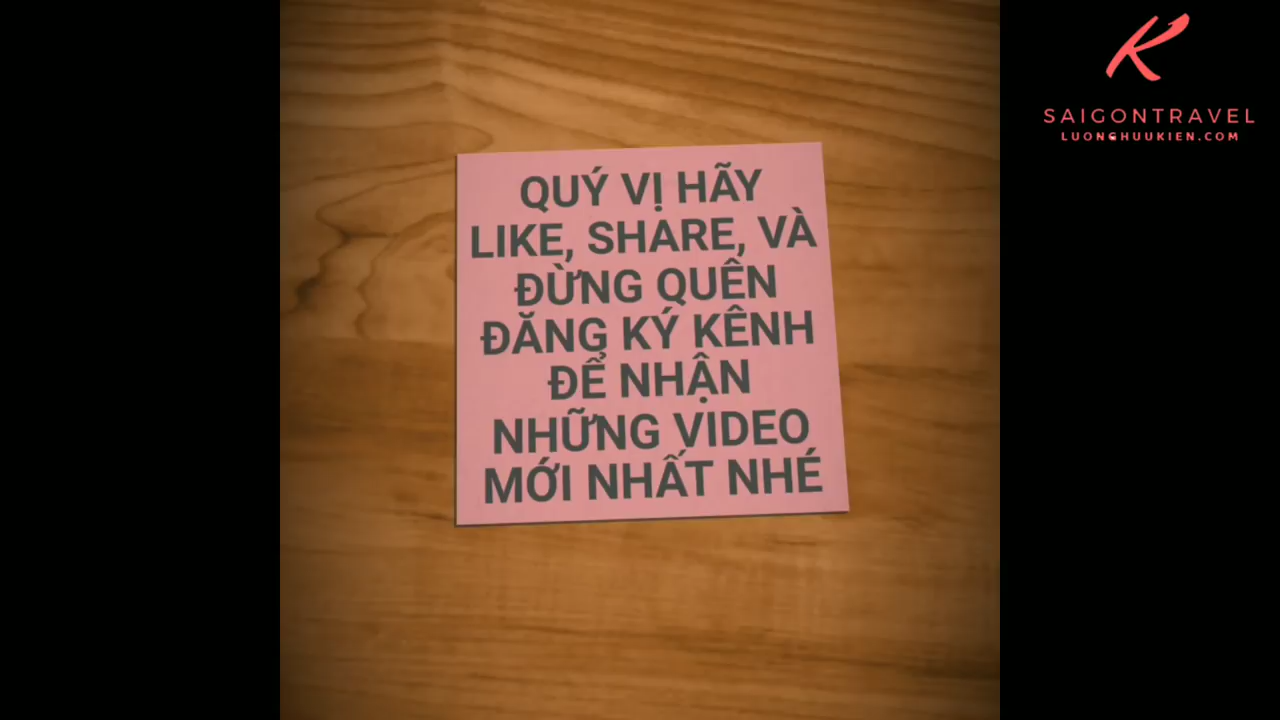 K
SAIGONTRAVEL
LUONGHUUKIEN.COM
QUÝ VỊ HÃY
LIKE, SHARE, VÀ
ĐỪNG QUÊN
ĐĂNG KÝ KÊNH
ĐỂ NHẬN
NHỮNG VIDEO
MỚI NHẤT NHÉ